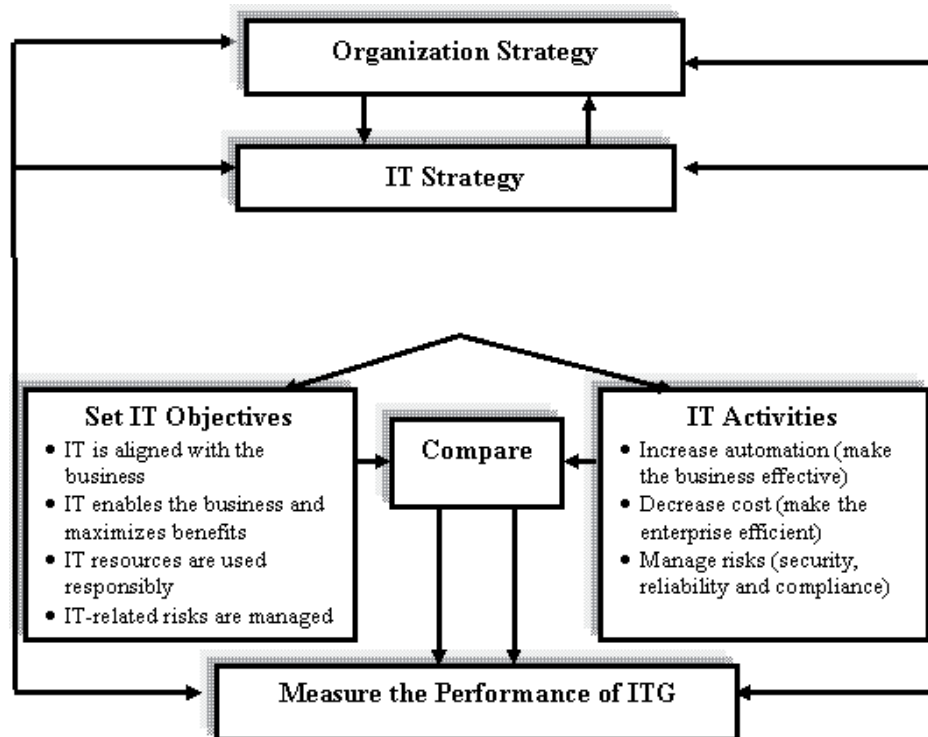 Organization Strategy
IT Strategy
Set IT Objectives
• IT is aligned with the
business
• IT enables the business and
maximizes benefits
• IT resources are used
responsibly
• IT-related risks are managed
Compare
IT Activities
• Increase automation (make
the business effective)
• Decrease cost (make the
enterprise efficient)
• Manage risks (security,
reliability and compliance)
Measure the Performance of ITG